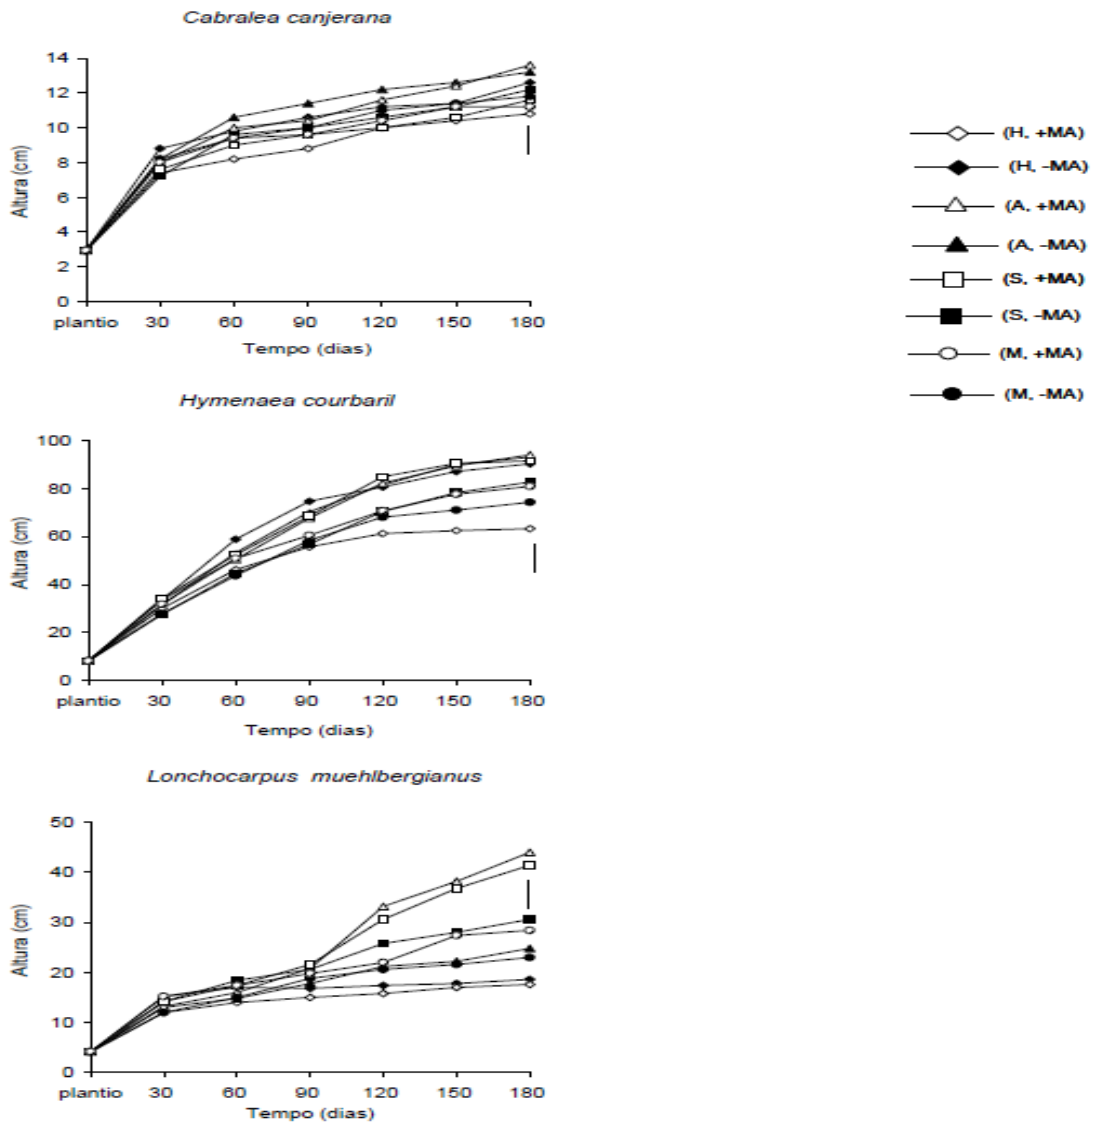 Cabralea canjerana
14
12
10
8
6
4
2
0
Altura (cm)
plantio 30 60 90 120 150 180
Tempo (dias)
(H, +MA)
(H, -MA)
(A, +MA)
(A, -MA)
(S, +MA)
(S, -MA)
(M, +MA)
(M, -MA)
Hymenaea courbaril
100
80
60
40
20
0
Altura (cm)
plantio 30 60 90 120 150 180
Tempo (dias)
Lonchocarpus muehlbergianus
50
40
30
20
10
0
Altura (cm)
plantio 30 60 90 120 150 180
Tempo (dias)